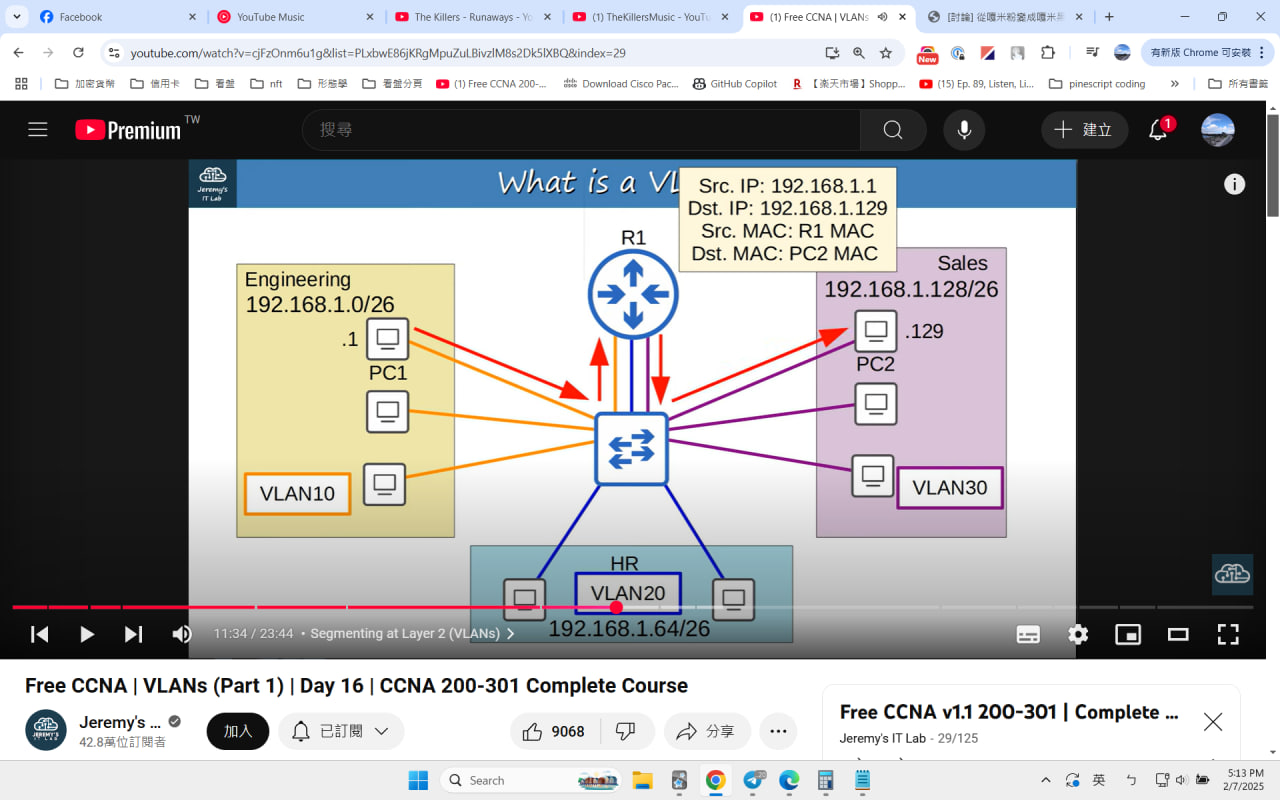 Facebook
YouTube Music
The Killers - Runaways - Yo
(1) TheKillersMusic - YouTu
(1) Free CCNA | VLANs
[討論] 從嘎米粉變成嘎米黑
youtube.com/watch?v=cjFzOnm6u1g&list=PLxbwE86jKRgMpuZuLBivzlM8s2Dk5lXBQ&index=29
New
有新版 Chrome 可安裝
加密貨幣
信用卡
看盤
nft
形態學
看盤分頁
(1) Free CCNA 200-...
Download Cisco Pac...
GitHub Copilot
【楽天市場】Shopp...
(15) Ep. 89, Listen, Li...
pinescript coding
所有書籤
Premium TW
搜尋
建立
1
Jeremy's
IT Lab
What is a VL
Src. IP: 192.168.1.1
Dst. IP: 192.168.1.129
Src. MAC: R1 MAC
Dst. MAC: PC2 MAC
R1
Engineering
192.168.1.0/26
.1
PC1
VLAN10
Sales
192.168.1.128/26
.129
PC2
VLAN30
HR
VLAN20
192.168.1.64/26
11:34 / 23:44 • Segmenting at Layer 2 (VLANs)
Free CCNA | VLANs (Part 1) | Day 16 | CCNA 200-301 Complete Course
JEREMY'S
Jeremy's ...
42.8萬位訂閱者
加入
已訂閱
9068
分享
Free CCNA v1.1 200-301 | Complete ...
Jeremy's IT Lab - 29/125
Search
20
英
ㄅ
5:13 PM
2/7/2025